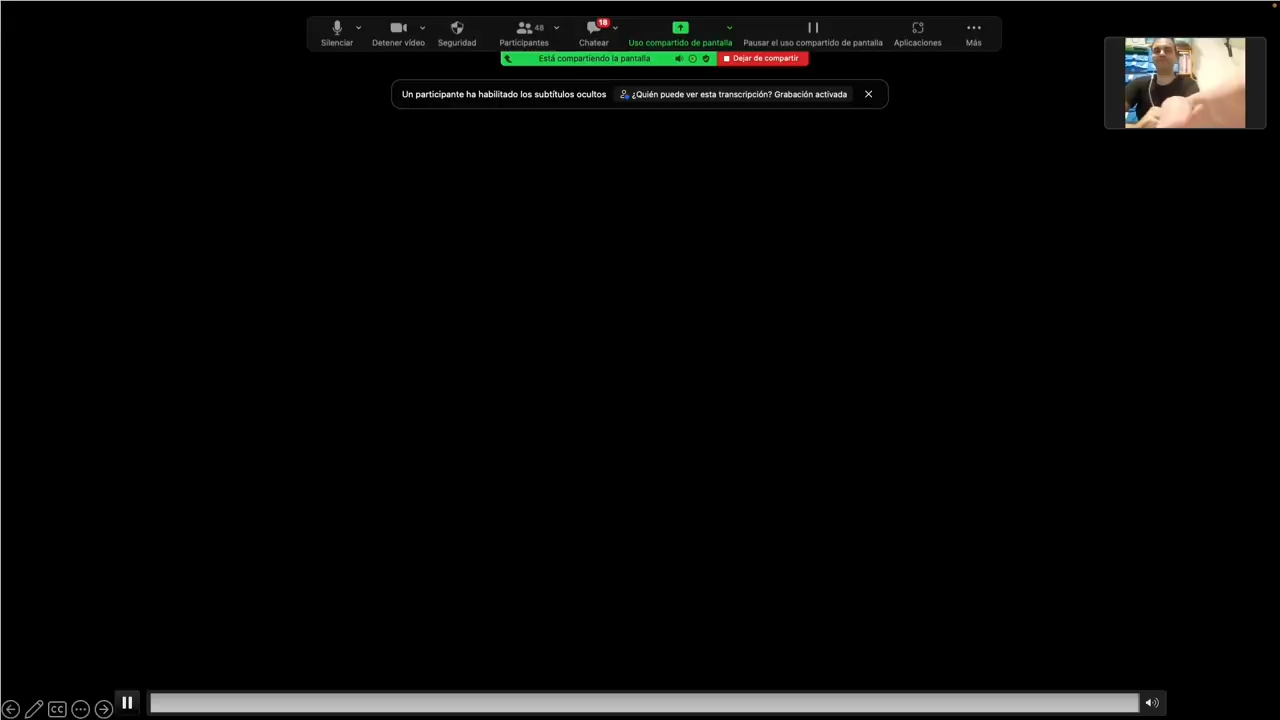 Silenciar
Detener vídeo
Seguridad
48
Participantes
18
Chatear
Uso compartido de pantalla
Pausar el uso compartido de pantalla
Aplicaciones
Más
Está compartiendo la pantalla
Dejar de compartir
Un participante ha habilitado los subtítulos ocultos
¿Quién puede ver esta transcripción? Grabación activada
CC